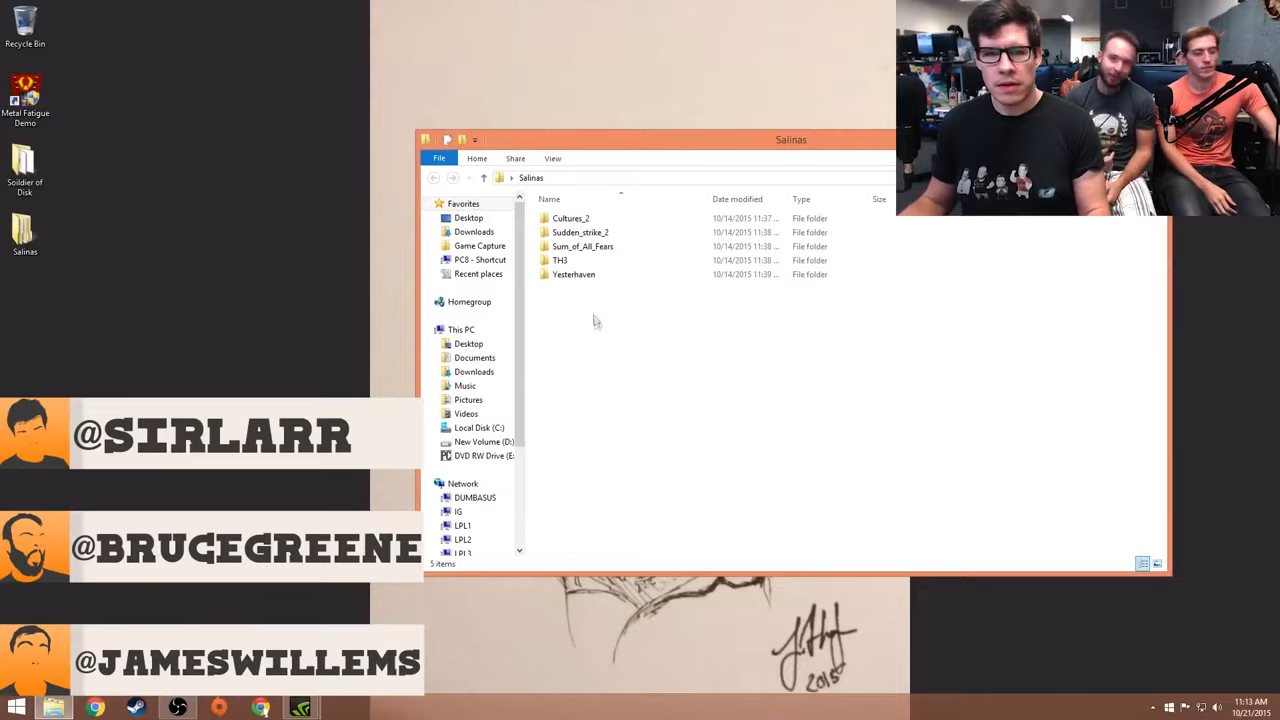 Recycle Bin
Metal Fatigue
Demo
Soildier of
Disk
Salinas
Salinas
File Home Share View
Salinas
Name Date modified Type Size
Favorites
Desktop
Downloads
Game Capture
PC8 - Shortcut
Recent places
Homegroup
This PC
Desktop
Documents
Downloads
Music
Pictures
Videos
Local Disk (C:)
New Volume (D:)
DVD RW Drive (E:
Network
DUMBASUS
IG
LPL1
LPL2
LPL3
Cultures_2 10/14/2015 11:37 ... File folder
Sudden_strike_2 10/14/2015 11:38 ... File folder
Sum_of_All_Fears 10/14/2015 11:38 ... File folder
TH3 10/14/2015 11:38 ... File folder
Yesterhaven 10/14/2015 11:39 ... File folder
5 items
@SIRLARR
@BRUCEGREENE
@JAMESWILLEMS
2015
11:13 AM
10/21/2015